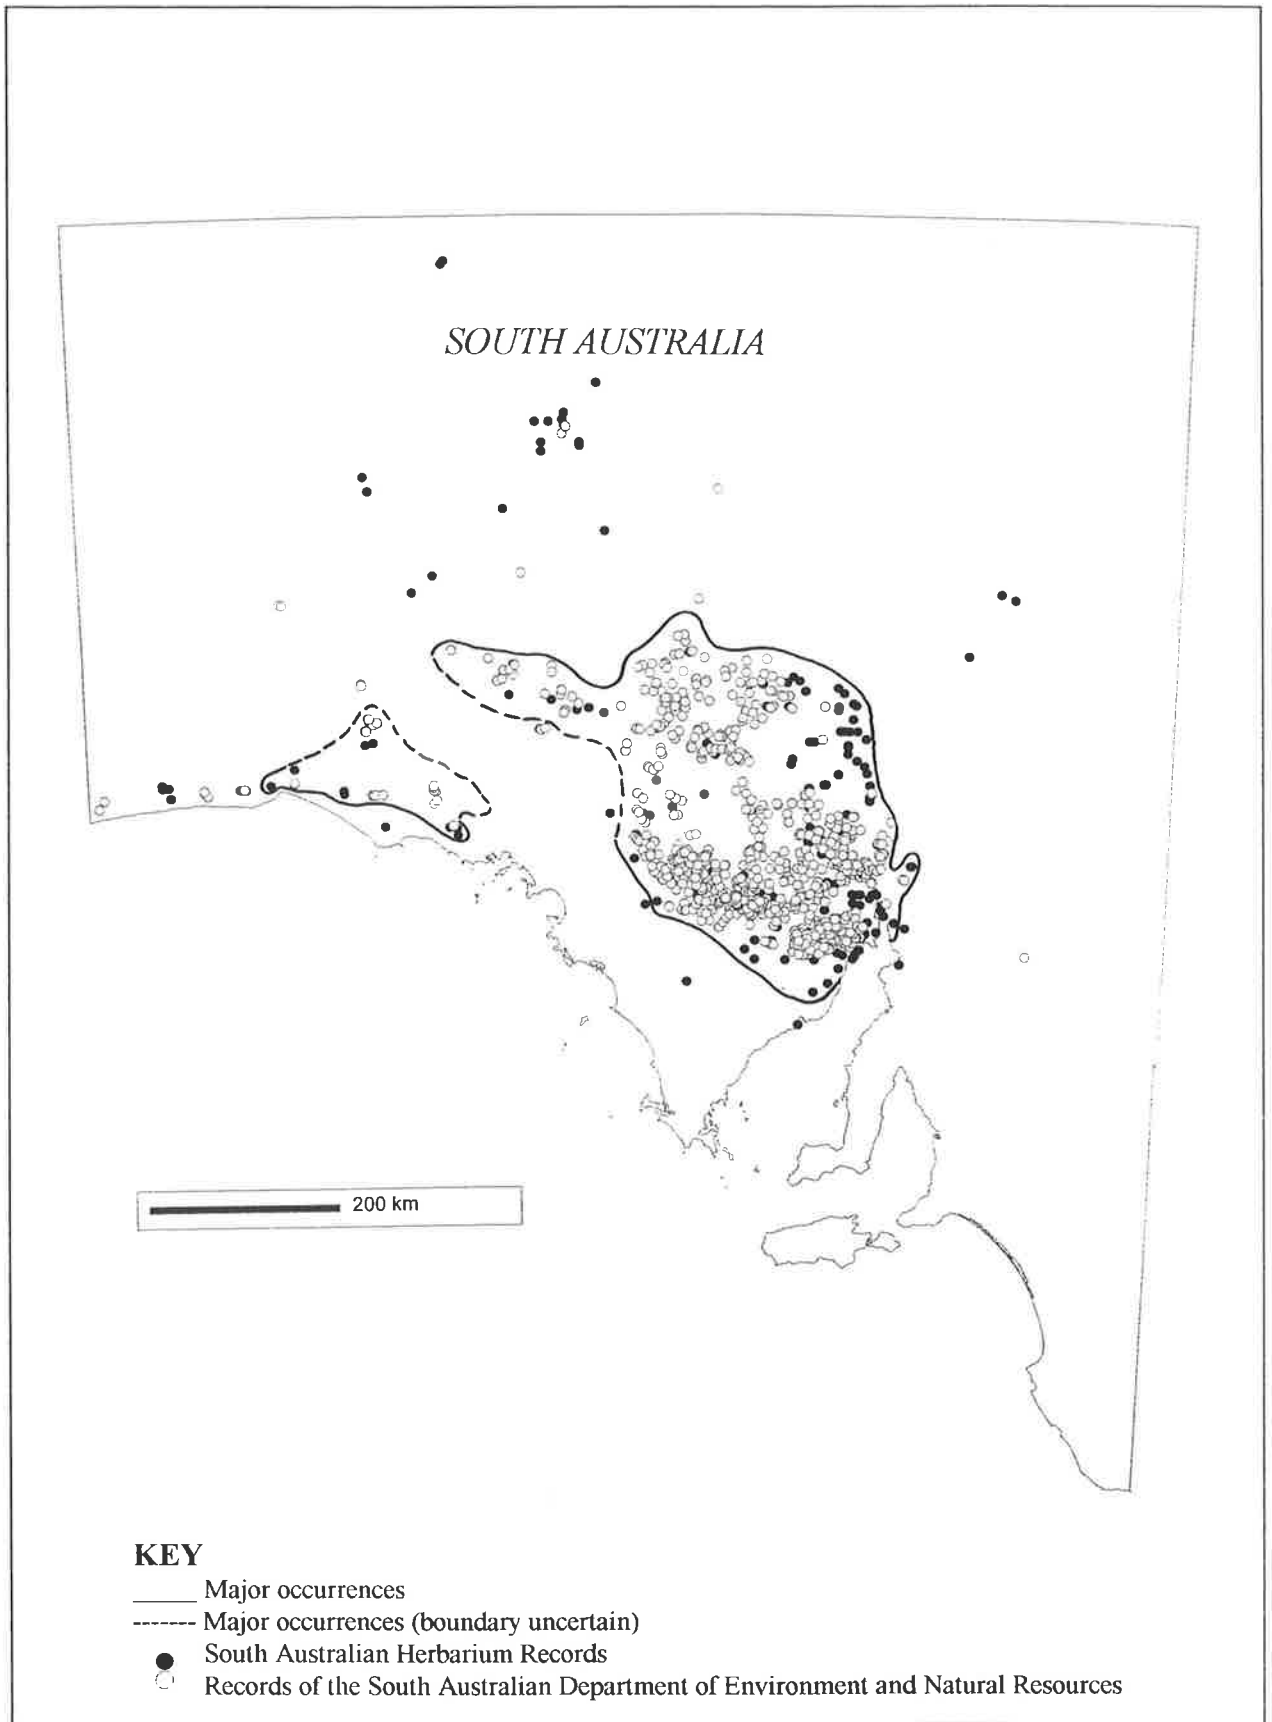 SOUTH AUSTRALIA
200 km
KEY
Major occurrences
Major occurrences (boundary uncertain)
South Australian Herbarium Records
Records of the South Australian Department of Environment and Natural Resources